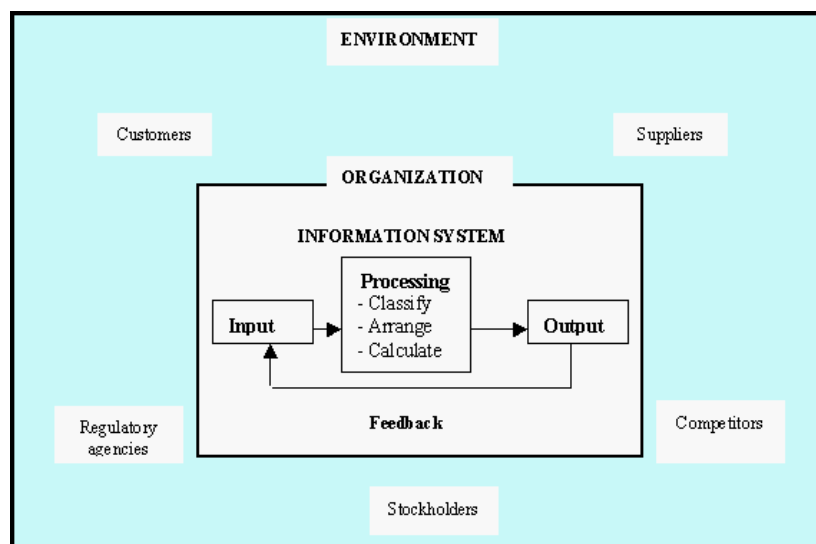 ENVIRONMENT
Customers
Suppliers
ORGANIZATION
INFORMATION SYSTEM
Processing
- Classify
- Arrange
- Calculate
Input
Output
Feedback
Regulatory
agencies
Competitors
Stockholders